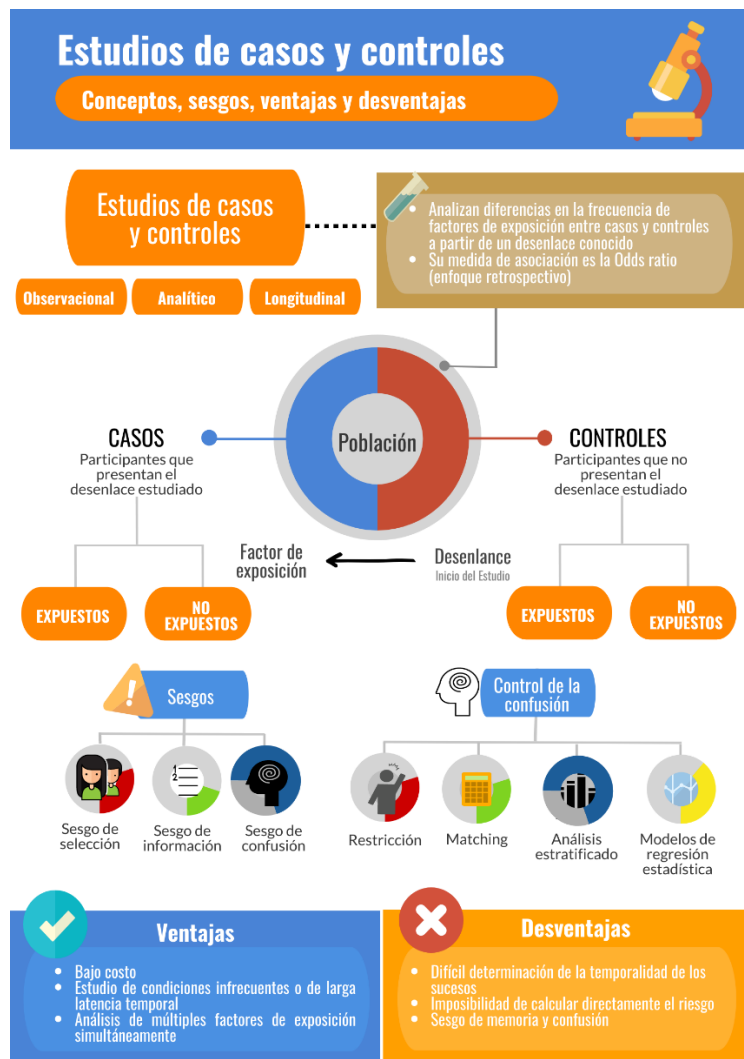 Estudios de casos y controles
Conceptos, sesgos, ventajas y desventajas
Estudios de casos
y controles
Observacional
Analítico
Longitudinal
• Analizan diferencias en la frecuencia de
factores de exposición entre casos y controles
a partir de un desenlace conocido
• Su medida de asociación es la Odds ratio
(enfoque retrospectivo)
Población
CASOS
Participantes que
presentan el
desenlace estudiado
CONTROLES
Participantes que no
presentan el
desenlace estudiado
Factor de
exposición
Desenlance
Inicio del Estudio
EXPUESTOS
NO
EXPUESTOS
EXPUESTOS
NO
EXPUESTOS
Sesgos
1
2
Sesgo de
selección
Sesgo de
información
Sesgo de
confusión
Control de la
confusión
Restricción
Matching
Análisis
estratificado
Modelos de
regresión
estadística
Ventajas
• Bajo costo
• Estudio de condiciones infrecuentes o de larga
latencia temporal
• Análisis de múltiples factores de exposición
simultáneamente
Desventajas
• Difícil determinación de la temporalidad de los
sucesos
• Imposibilidad de calcular directamente el riesgo
• Sesgo de memoria y confusión